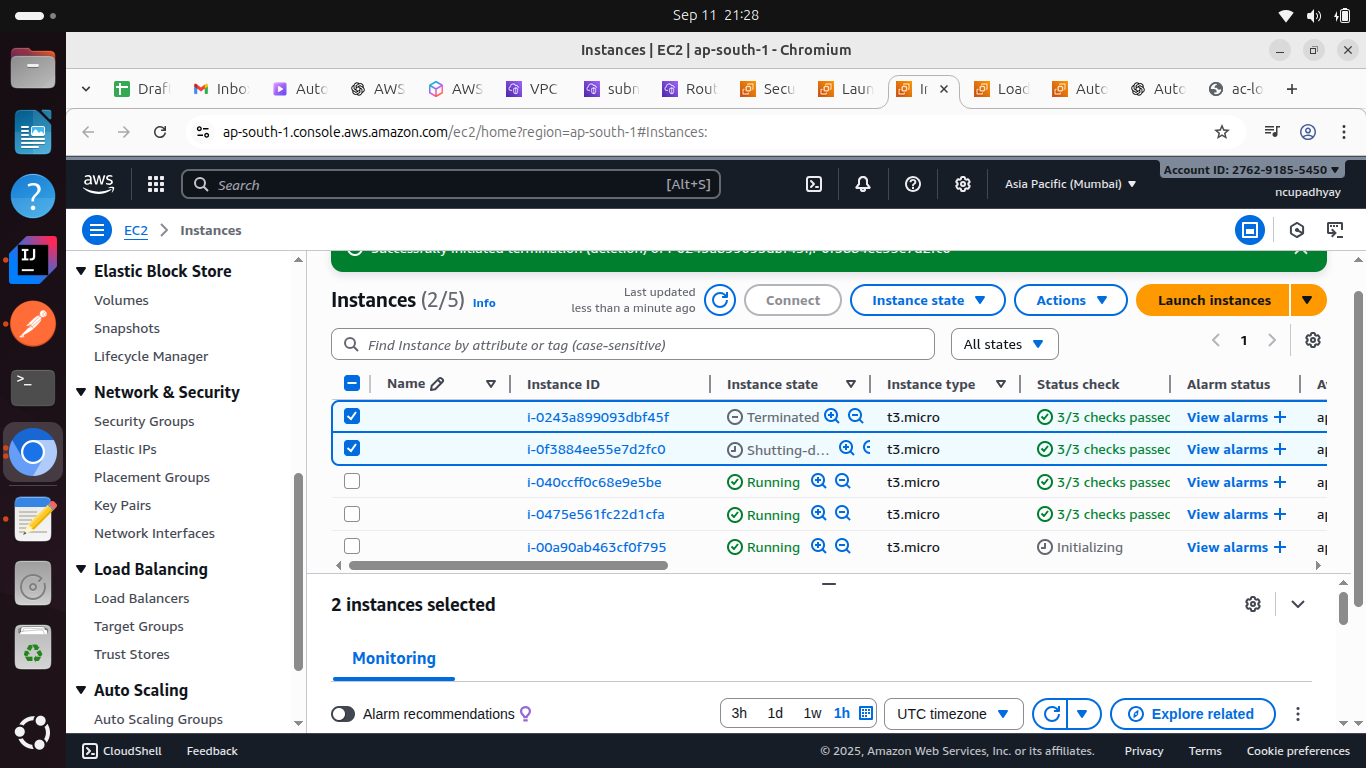 Sep 11 21:28
Instances | EC2 | ap-south-1 - Chromium
Draf Inbo Auto AWS AWS VPC subn Rout Secu Laun In Load Auto Auto ac-lo
ap-south-1.console.aws.amazon.com/ec2/home?region=ap-south-1#Instances:
aws Search [Alt+S] Asia Pacific (Mumbai) Account ID: 2762-9185-5450
ncupadhyay
EC2 Instances
Elastic Block Store
Volumes
Snapshots
Lifecycle Manager
Network & Security
Security Groups
Elastic IPs
Placement Groups
Key Pairs
Network Interfaces
Load Balancing
Load Balancers
Target Groups
Trust Stores
Auto Scaling
Auto Scaling Groups
Successfully initiated termination (deletion) of i-0243a899093dbf45f,i-0f3884ee55e7d2fc0
Instances (2/5) Info
Last updated
less than a minute ago
Connect Instance state Actions Launch instances
Find Instance by attribute or tag (case-sensitive) All states 1
Name Instance ID Instance state Instance type Status check Alarm status
i-0243a899093dbf45f Terminated t3.micro 3/3 checks passec View alarms +
i-0f3884ee55e7d2fc0 Shutting-d... t3.micro 3/3 checks passec View alarms +
i-040ccff0c68e9e5be Running t3.micro 3/3 checks passec View alarms +
i-0475e561fc22d1cfa Running t3.micro 3/3 checks passec View alarms +
i-00a90ab463cf0f795 Running t3.micro Initializing View alarms +
2 instances selected
Monitoring
Alarm recommendations 3h 1d 1w 1h UTC timezone Explore related
CloudShell Feedback © 2025, Amazon Web Services, Inc. or its affiliates. Privacy Terms Cookie preferences